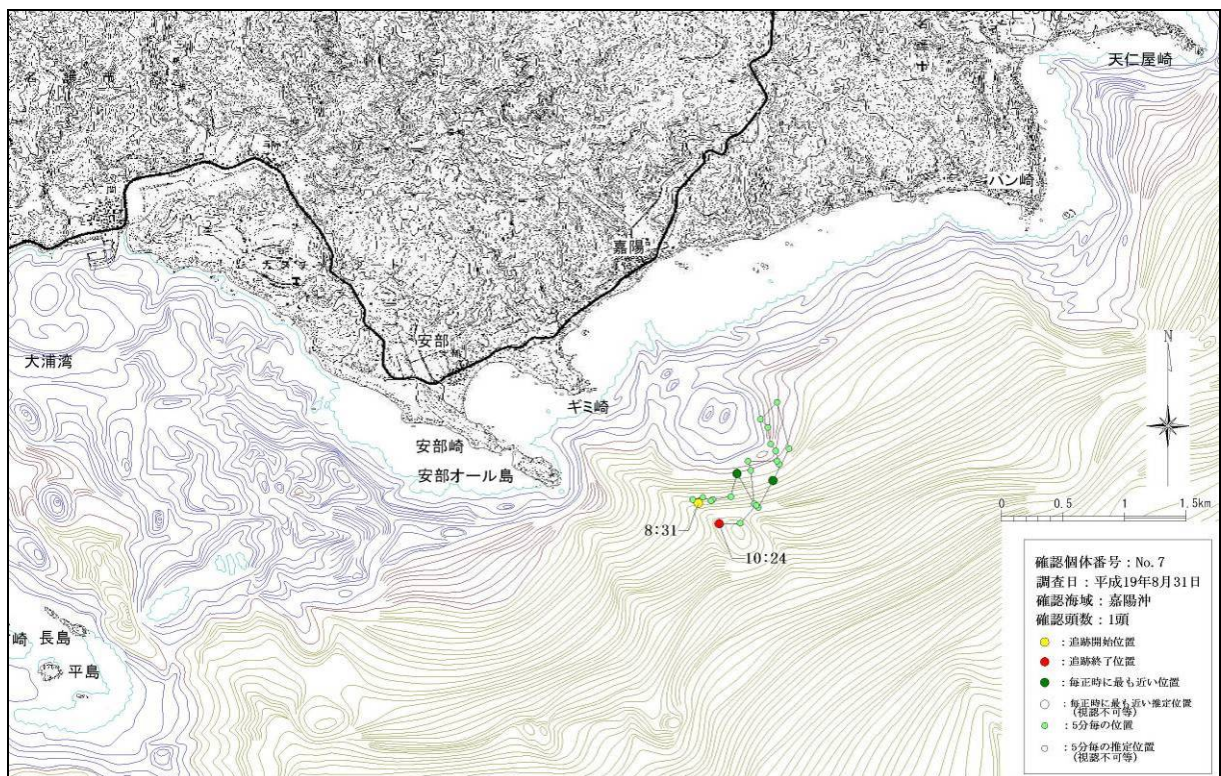 天仁屋崎
バン崎
嘉陽
安部
大浦湾
ギミ崎
安部崎
安部オール島
8:31
10:24
長島
崎
平島
N
0 0.5 1 1.5km
確認個体番号:No.7
調査日:平成19年8月31日
確認海域:嘉陽沖
確認頭数:1頭
:追跡開始位置
:追跡終了位置
:毎正時に最も近い位置
:毎正時に最も近い推定位置
(視認不可等)
:5分毎の位置
:5分毎の推定位置
(視認不可等)